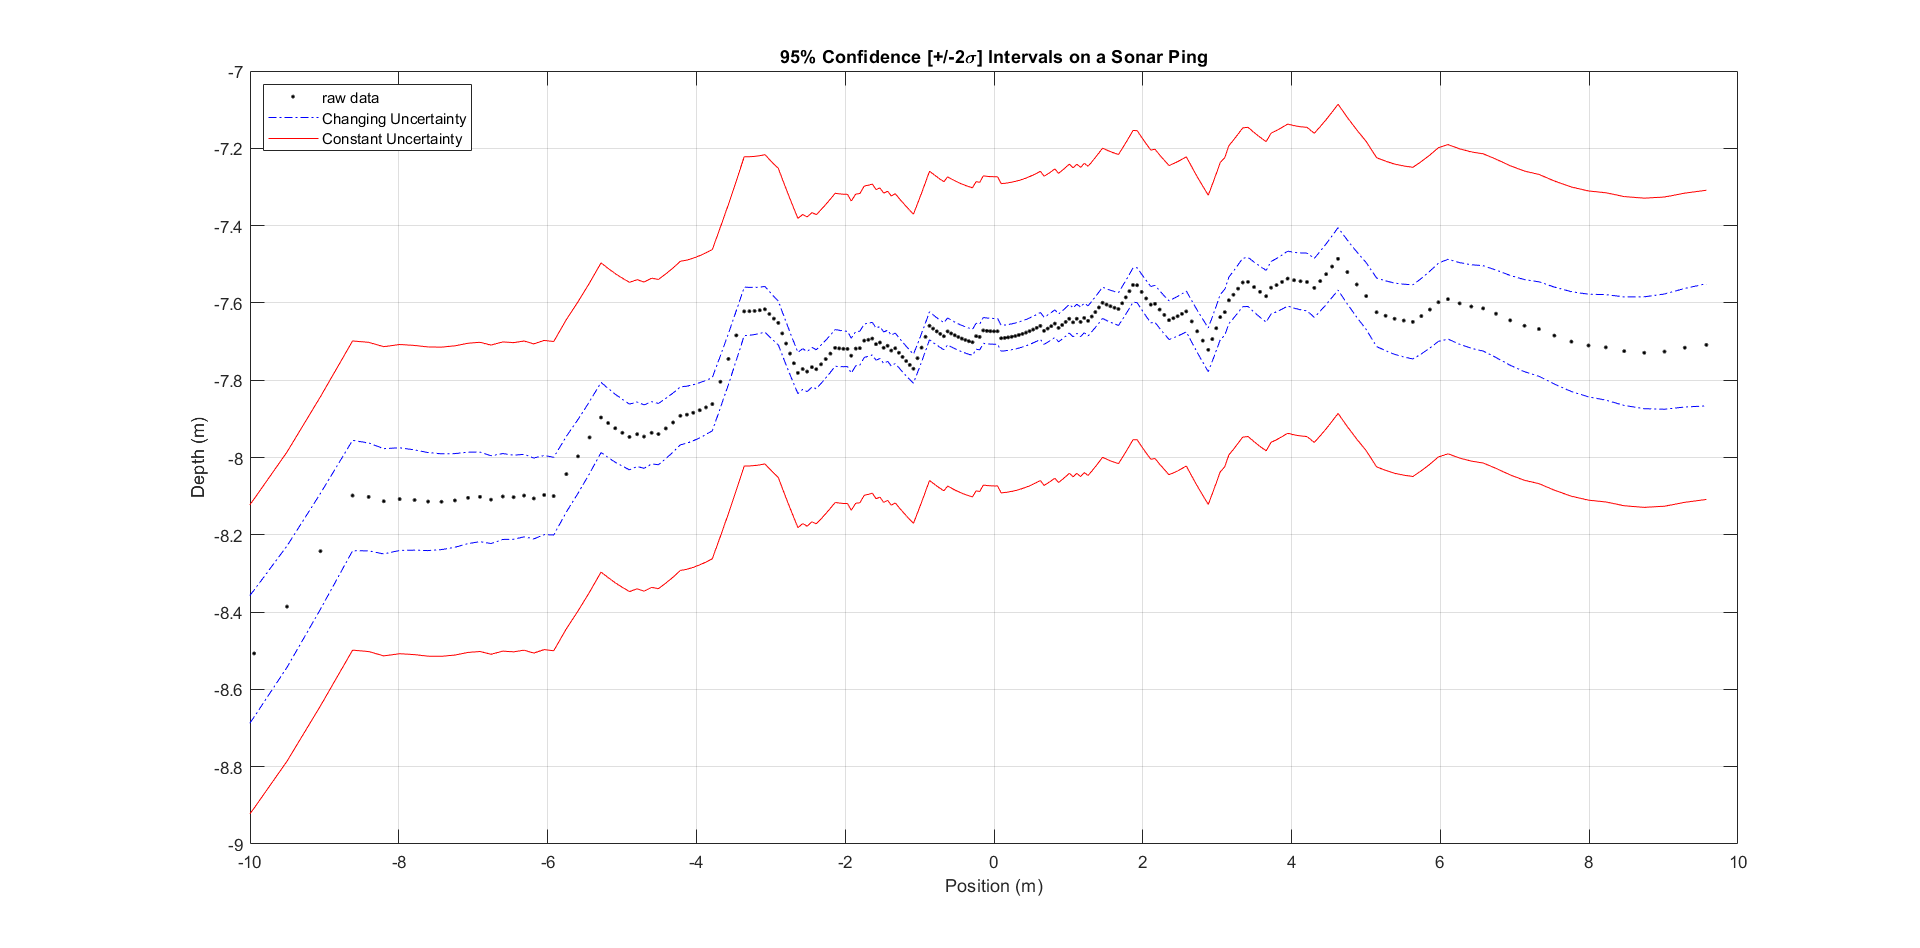 95% Confidence [+/-2σ] Intervals on a Sonar Ping
raw data
Changing Uncertainty
Constant Uncertainty
Depth (m)
-7
-7.2
-7.4
-7.6
-7.8
-8
-8.2
-8.4
-8.6
-8.8
-9
-10 -8 -6 -4 -2 0 2 4 6 8 10
Position (m)